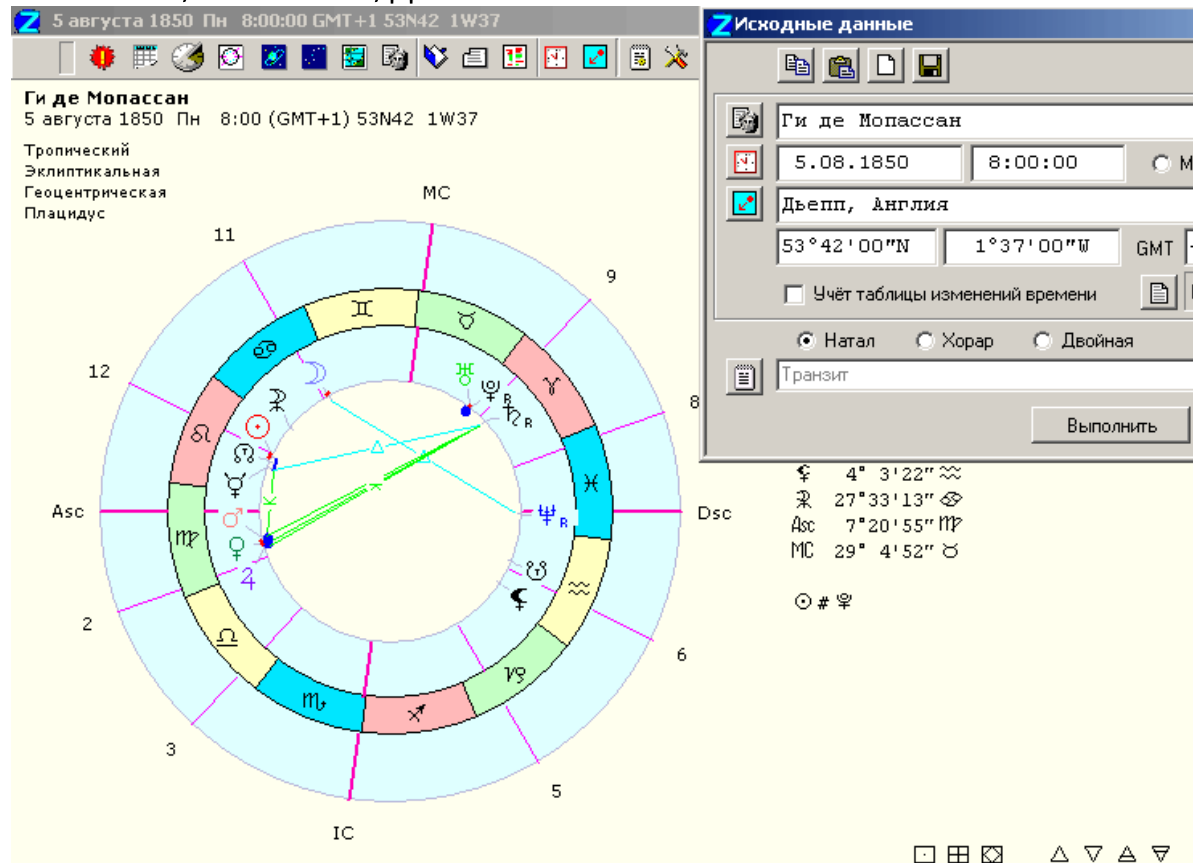 5 августа 1850 Пн 8:00:00 GMT+1 53N42 1W37
Ги де Мопассан
5 августа 1850 Пн 8:00 (GMT+1) 53N42 1W37
Тропический
Эклиптикальная
Геоцентрическая
Плацидус
MC
11
9
12
8
Asc
Dsc
2
6
3
5
IC
R
R
R
Исходные данные
Ги де Мопассан
5.08.1850 8:00:00 М
Дьепп, Англия
53°42'00"N 1°37'00"W GMT
Учёт таблицы изменений времени
Натал Хорар Двойная
Транзит
Выполнить
⚸ 4° 3'22" ♒
27°33'13" ♋
Asc 7°20'55" ♍
MC 29° 4'52" ♉
☉ # ♇